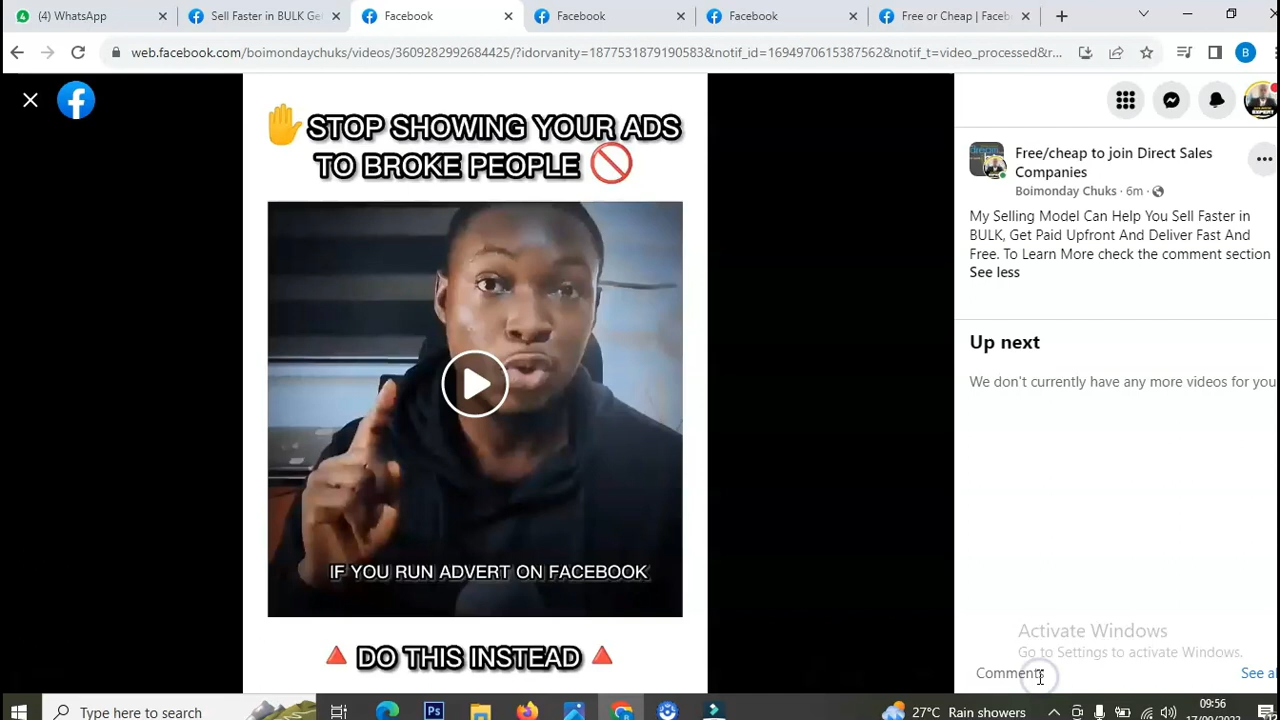 (4) WhatsApp
Sell Faster in BULK Ge
Facebook
Facebook
Facebook
Free or Cheap | Faceb
web.facebook.com/boimondaychuks/videos/3609282992684425/?idorvanity=1877531879190583&notif_id=1694970615387562&notif_t=video_processed&r...
B
STOP SHOWING YOUR ADS
TO BROKE PEOPLE
IF YOU RUN ADVERT ON FACEBOOK
DO THIS INSTEAD
Free/cheap to join Direct Sales
Companies
Boimonday Chuks · 6m ·
My Selling Model Can Help You Sell Faster in
BULK, Get Paid Upfront And Deliver Fast And
Free. To Learn More check the comment section
See less
Up next
We don't currently have any more videos for you
Activate Windows
Go to Settings to activate Windows.
Comments
See al
Type here to search
Ps
27°C Rain showers
09:56